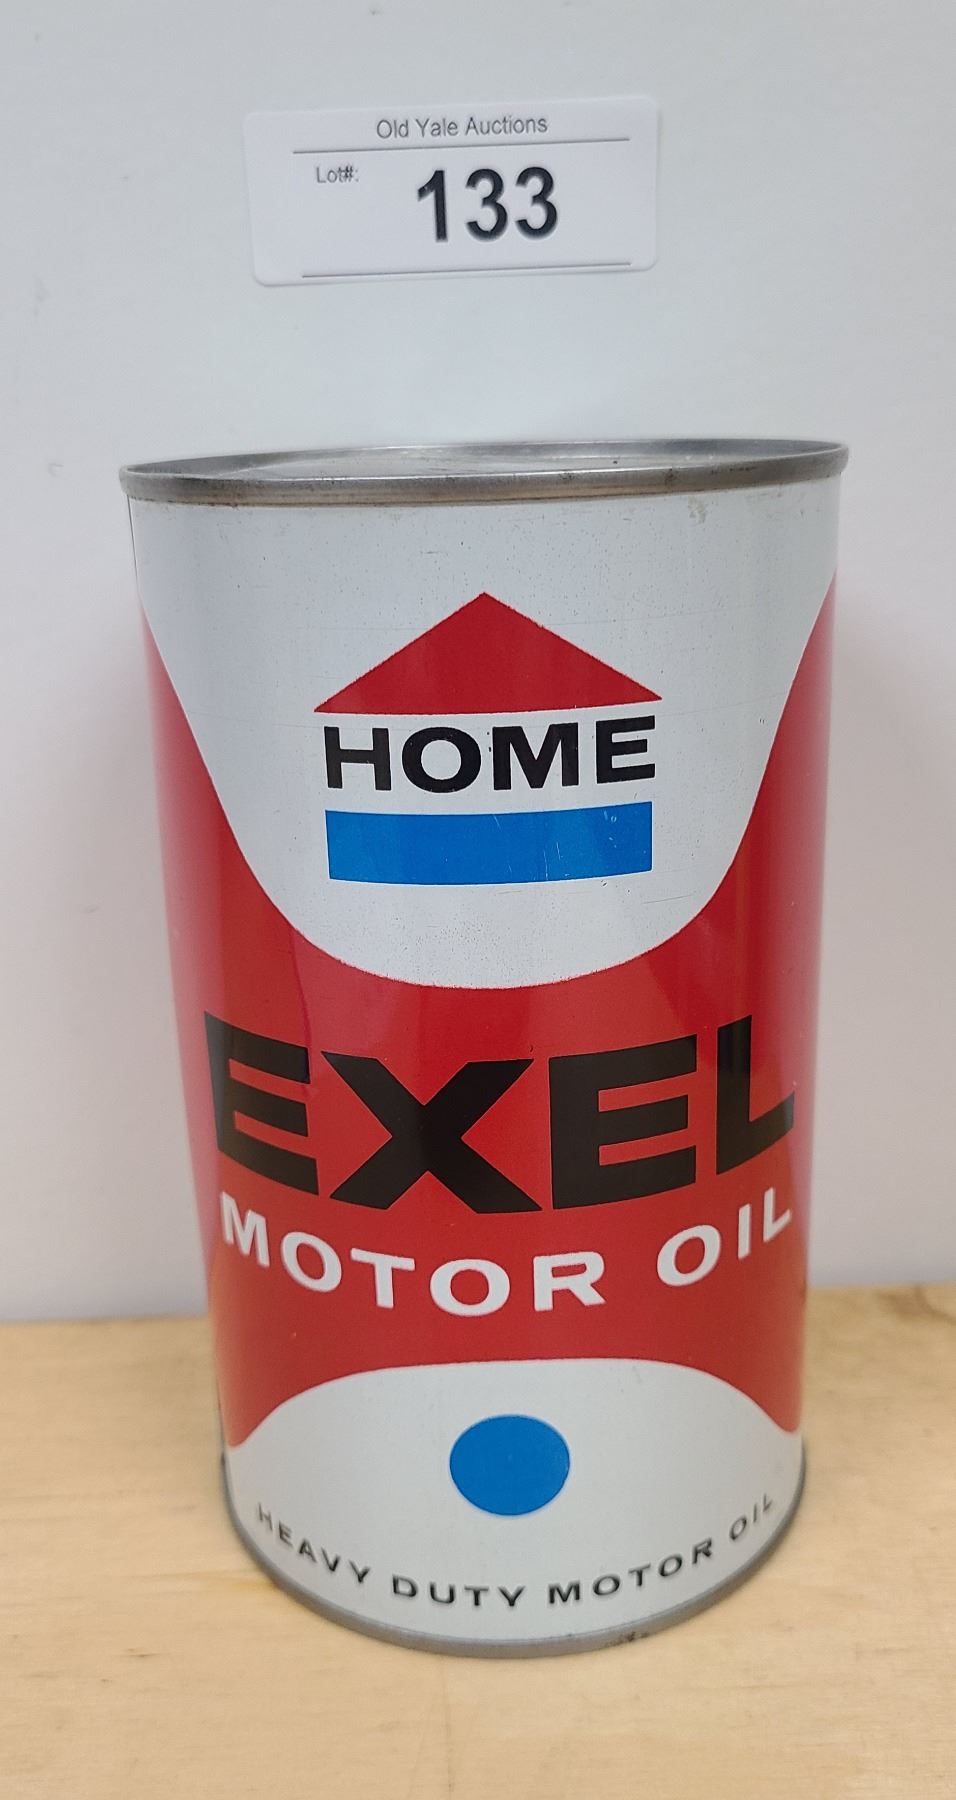 Old Yale Auctions
Lot#: 133
HOME
EXEL
MOTOR OIL
HEAVY DUTY MOTOR OIL